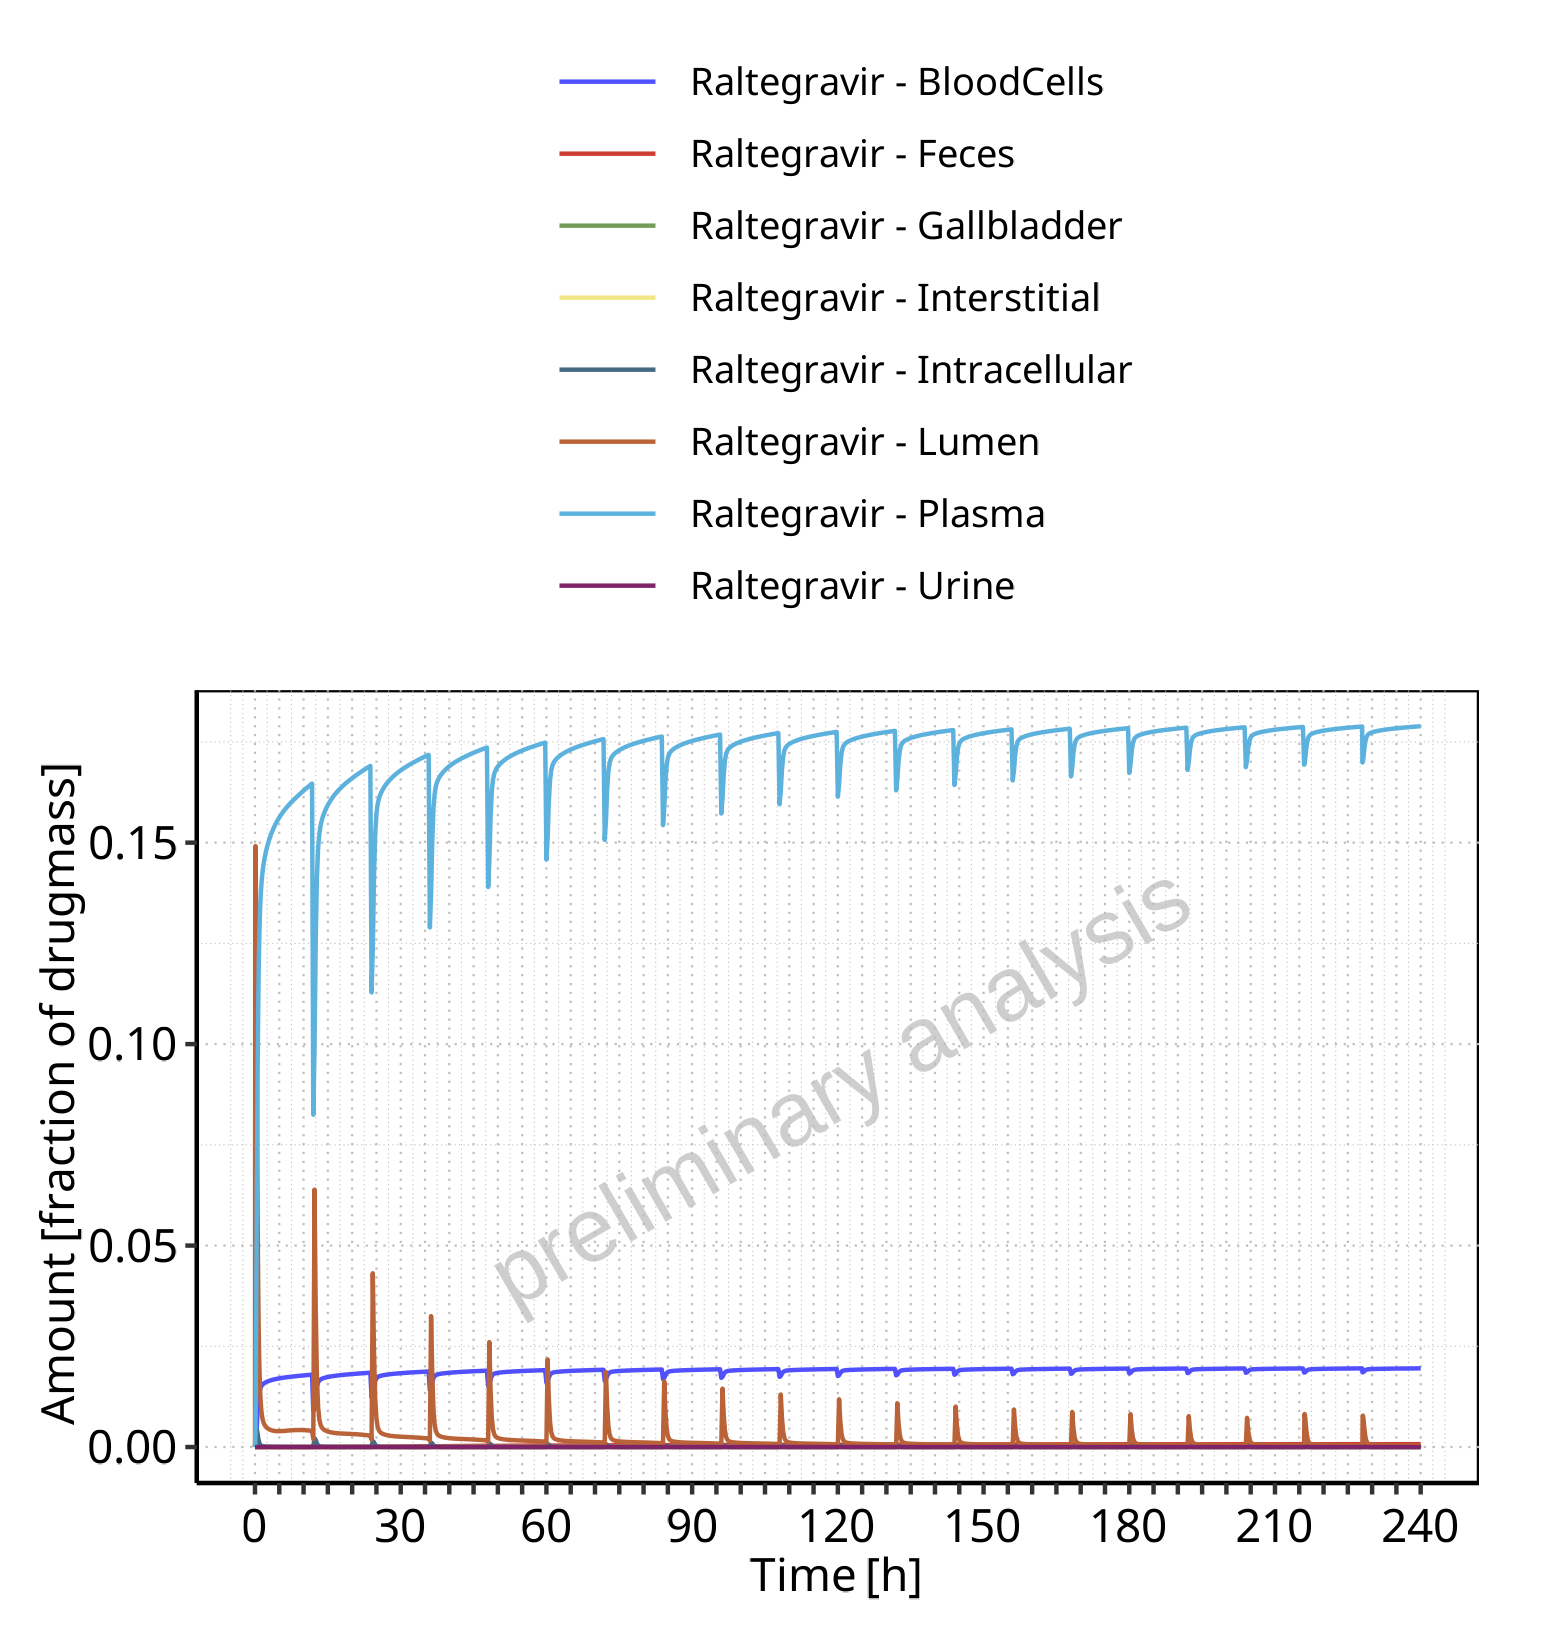 Raltegravir - BloodCells
Raltegravir - Feces
Raltegravir - Gallbladder
Raltegravir - Interstitial
Raltegravir - Intracellular
Raltegravir - Lumen
Raltegravir - Plasma
Raltegravir - Urine
Amount [fraction of drugmass]
0.15
0.10
0.05
0.00
preliminary analysis
0 30 60 90 120 150 180 210 240
Time [h]